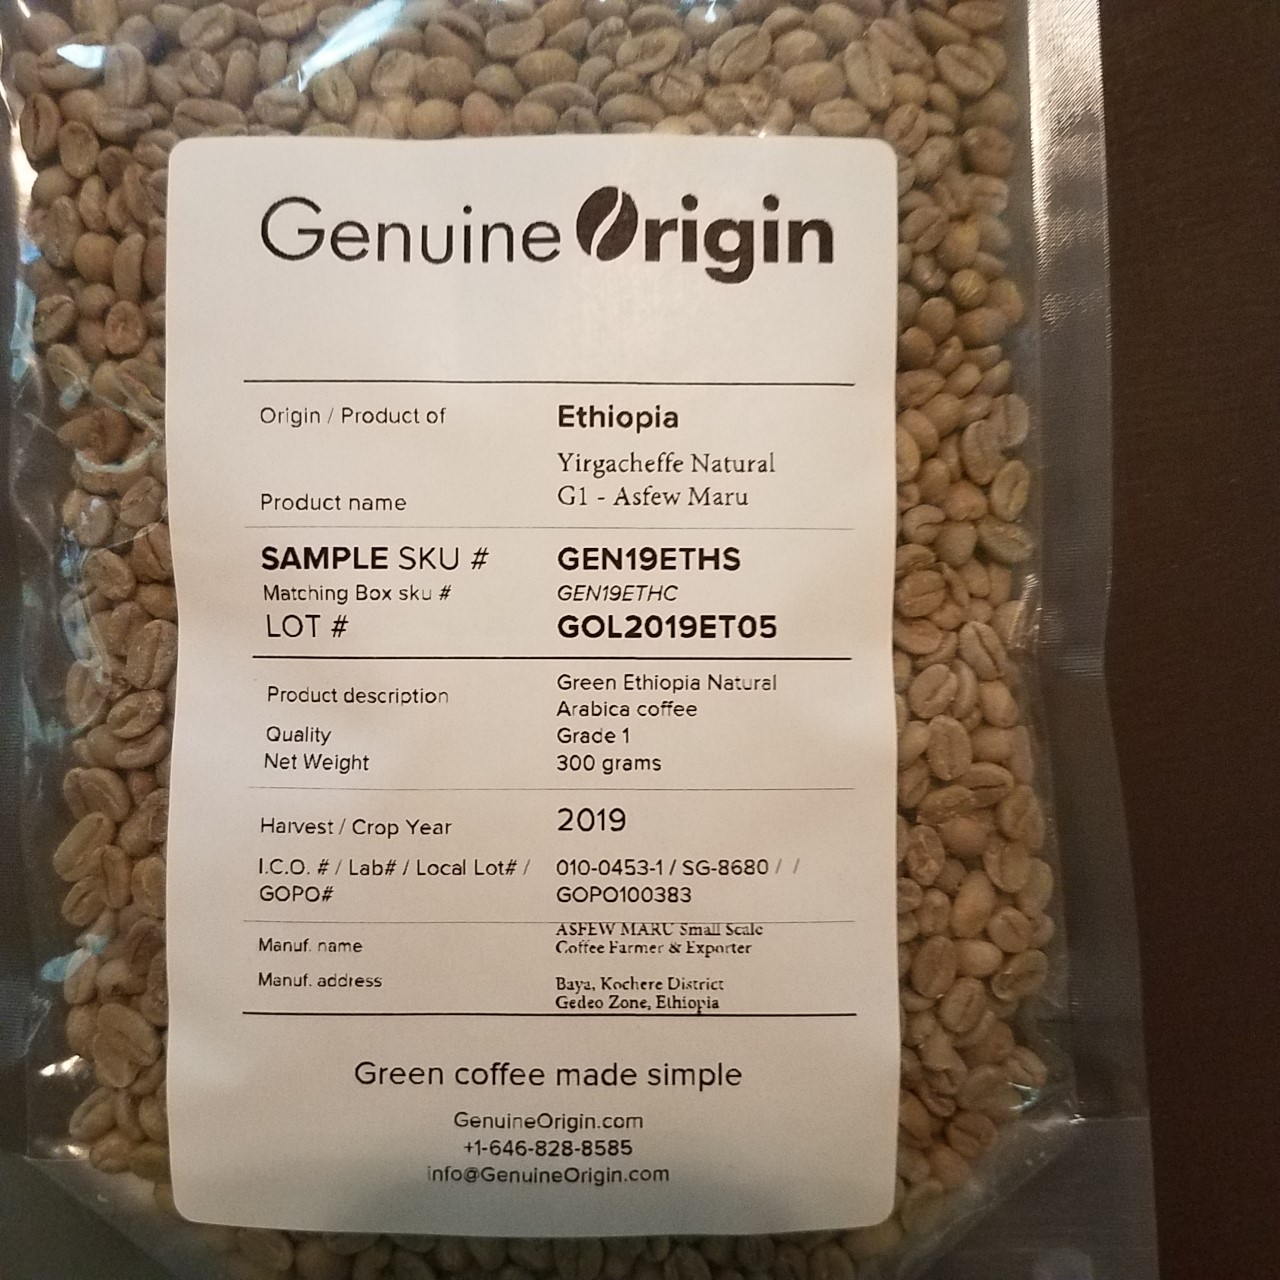 Genuine Origin
Origin / Product of Ethiopia
Yirgacheffe Natural
Product name G1 - Asfew Maru
SAMPLE SKU # GEN19ETHS
Matching Box sku # GEN19ETHC
LOT # GOL2019ET05
Product description Green Ethiopia Natural
Arabica coffee
Quality Grade 1
Net Weight 300 grams
Harvest / Crop Year 2019
I.C.O. # / Lab# / Local Lot# / 010-0453-1 / SG-8680 / /
GOPO# GOPO100383
ASFEW MARU Small Scale
Manuf. name Coffee Farmer & Exporter
Manuf. address Baya, Kochere District
Gedeo Zone, Ethiopia
Green coffee made simple
GenuineOrigin.com
+1-646-828-8585
info@GenuineOrigin.com